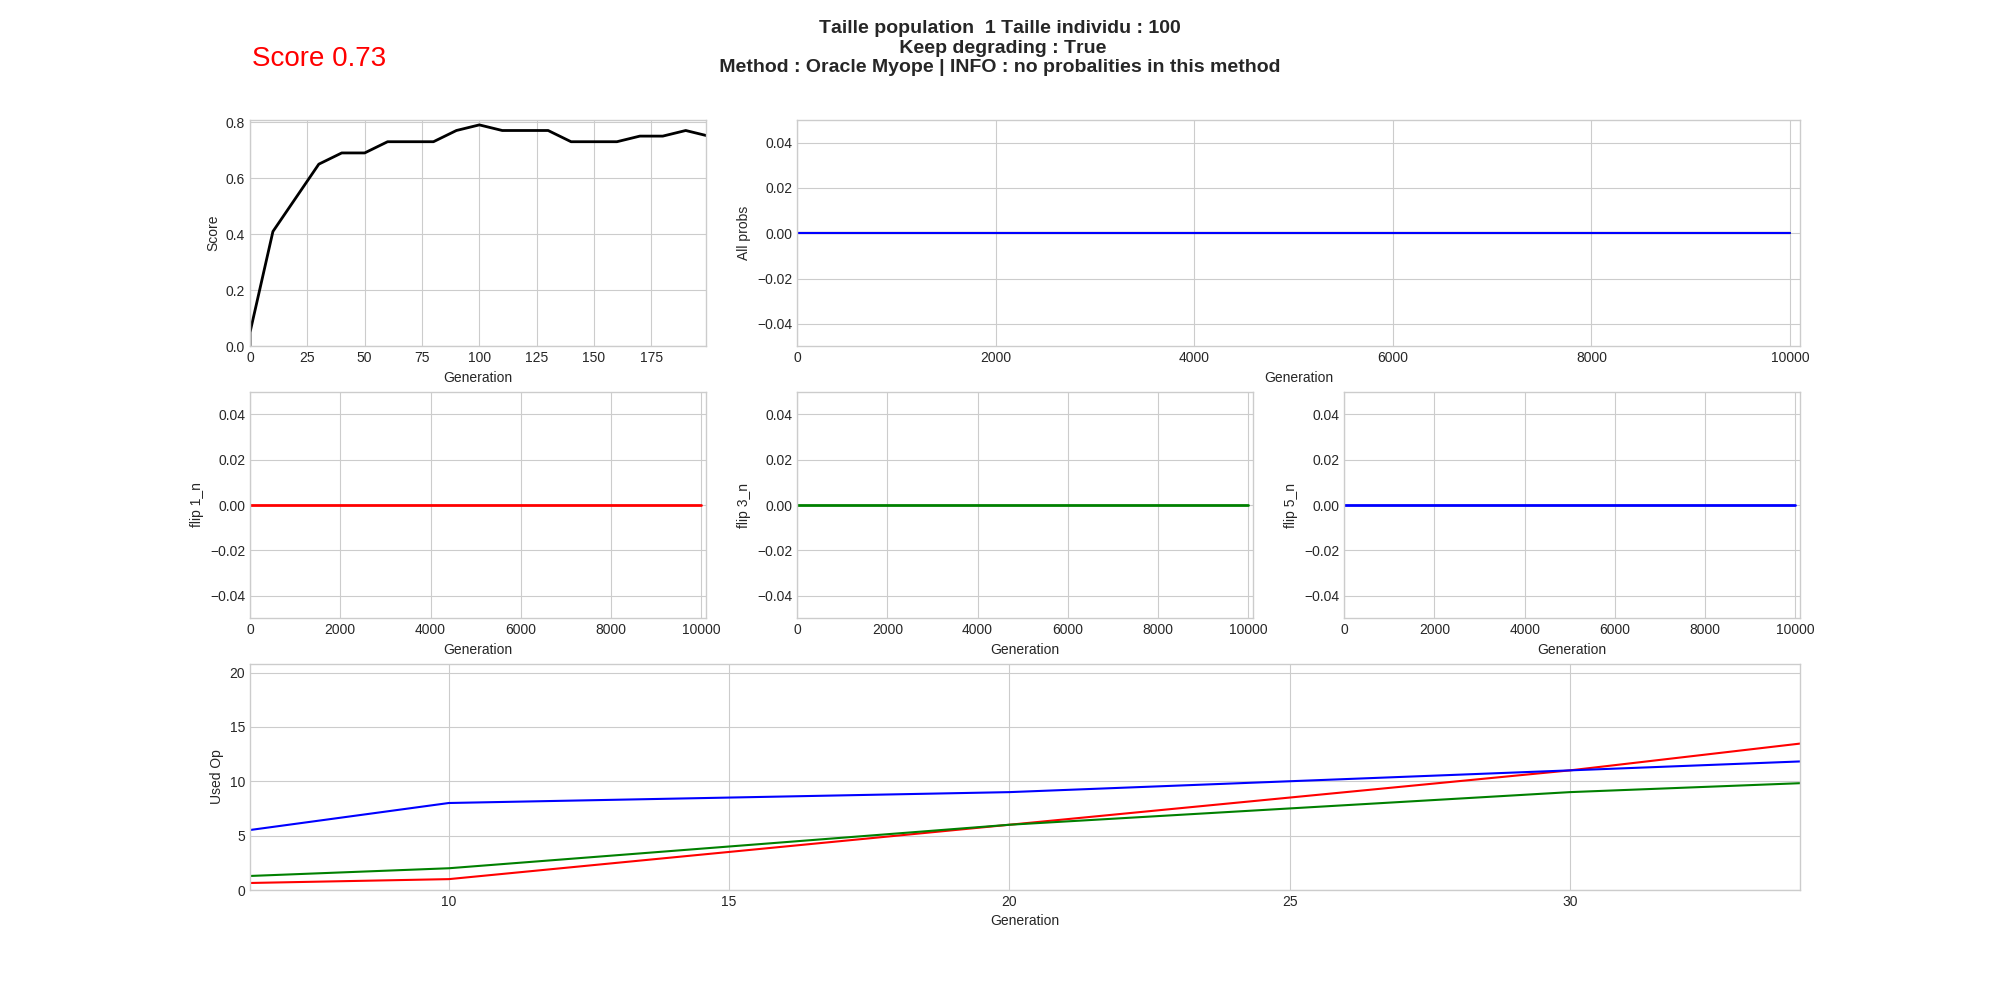 Taille population  1 Taille individu : 100
Keep degrading : True
Method : Oracle Myope | INFO : no probalities in this method
Score 0.73
Score
0.8
0.6
0.4
0.2
0.0
0 25 50 75 100 125 150 175
Generation
All probs
0.04
0.02
0.00
−0.02
−0.04
0 2000 4000 6000 8000 10000
Generation
flip 1_n
0.04
0.02
0.00
−0.02
−0.04
0 2000 4000 6000 8000 10000
Generation
flip 3_n
0.04
0.02
0.00
−0.02
−0.04
0 2000 4000 6000 8000 10000
Generation
flip 5_n
0.04
0.02
0.00
−0.02
−0.04
0 2000 4000 6000 8000 10000
Generation
Used Op
20
15
10
5
0
10 15 20 25 30
Generation